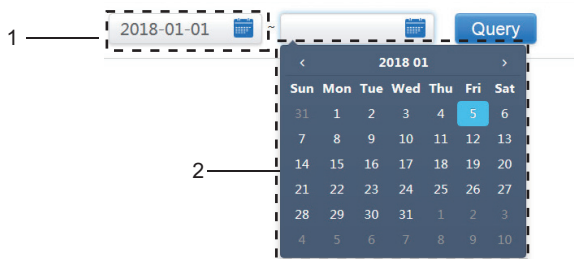 1 2018-01-01 ~ Query
‹ 2018 01 ›
Sun Mon Tue Wed Thu Fri Sat
31 1 2 3 4 5 6
7 8 9 10 11 12 13
2 14 15 16 17 18 19 20
21 22 23 24 25 26 27
28 29 30 31 1 2 3
4 5 6 7 8 9 10